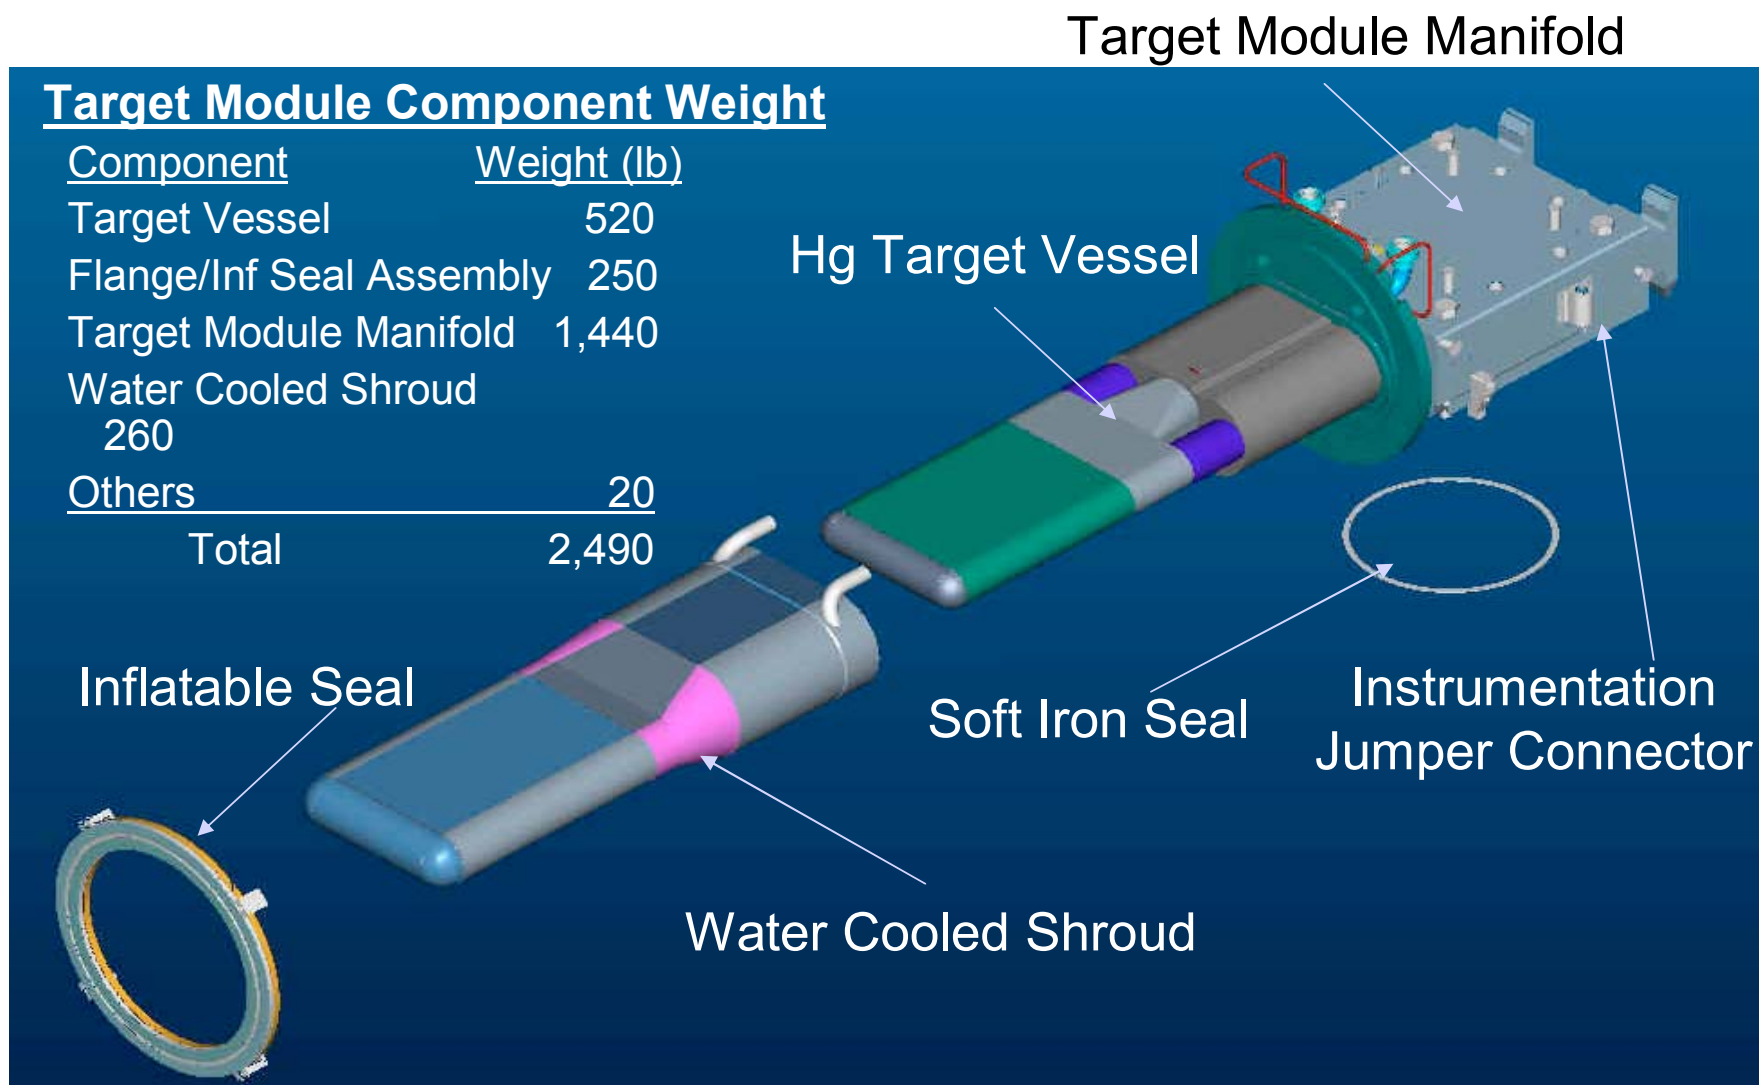 Target Module Manifold
Target Module Component Weight
Component Weight (lb)
Target Vessel 520
Flange/Inf Seal Assembly 250
Target Module Manifold 1,440
Water Cooled Shroud
260
Others 20
Total 2,490
Hg Target Vessel
Inflatable Seal
Soft Iron Seal
Instrumentation
Jumper Connector
Water Cooled Shroud